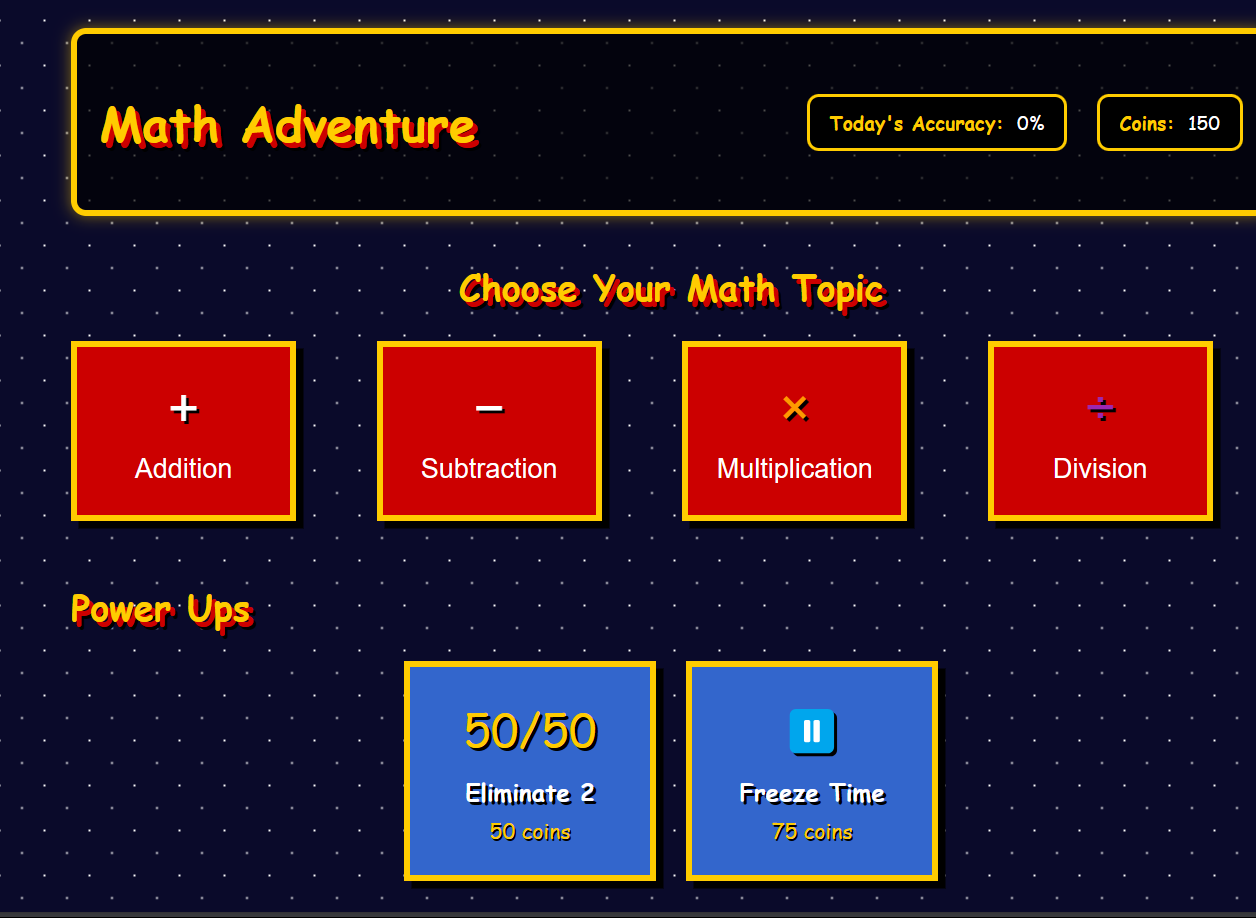 Math Adventure
Today's Accuracy: 0%
Coins: 150
Choose Your Math Topic
+
−
×
÷
Addition
Subtraction
Multiplication
Division
Power Ups
50/50
Eliminate 2
50 coins
Freeze Time
75 coins